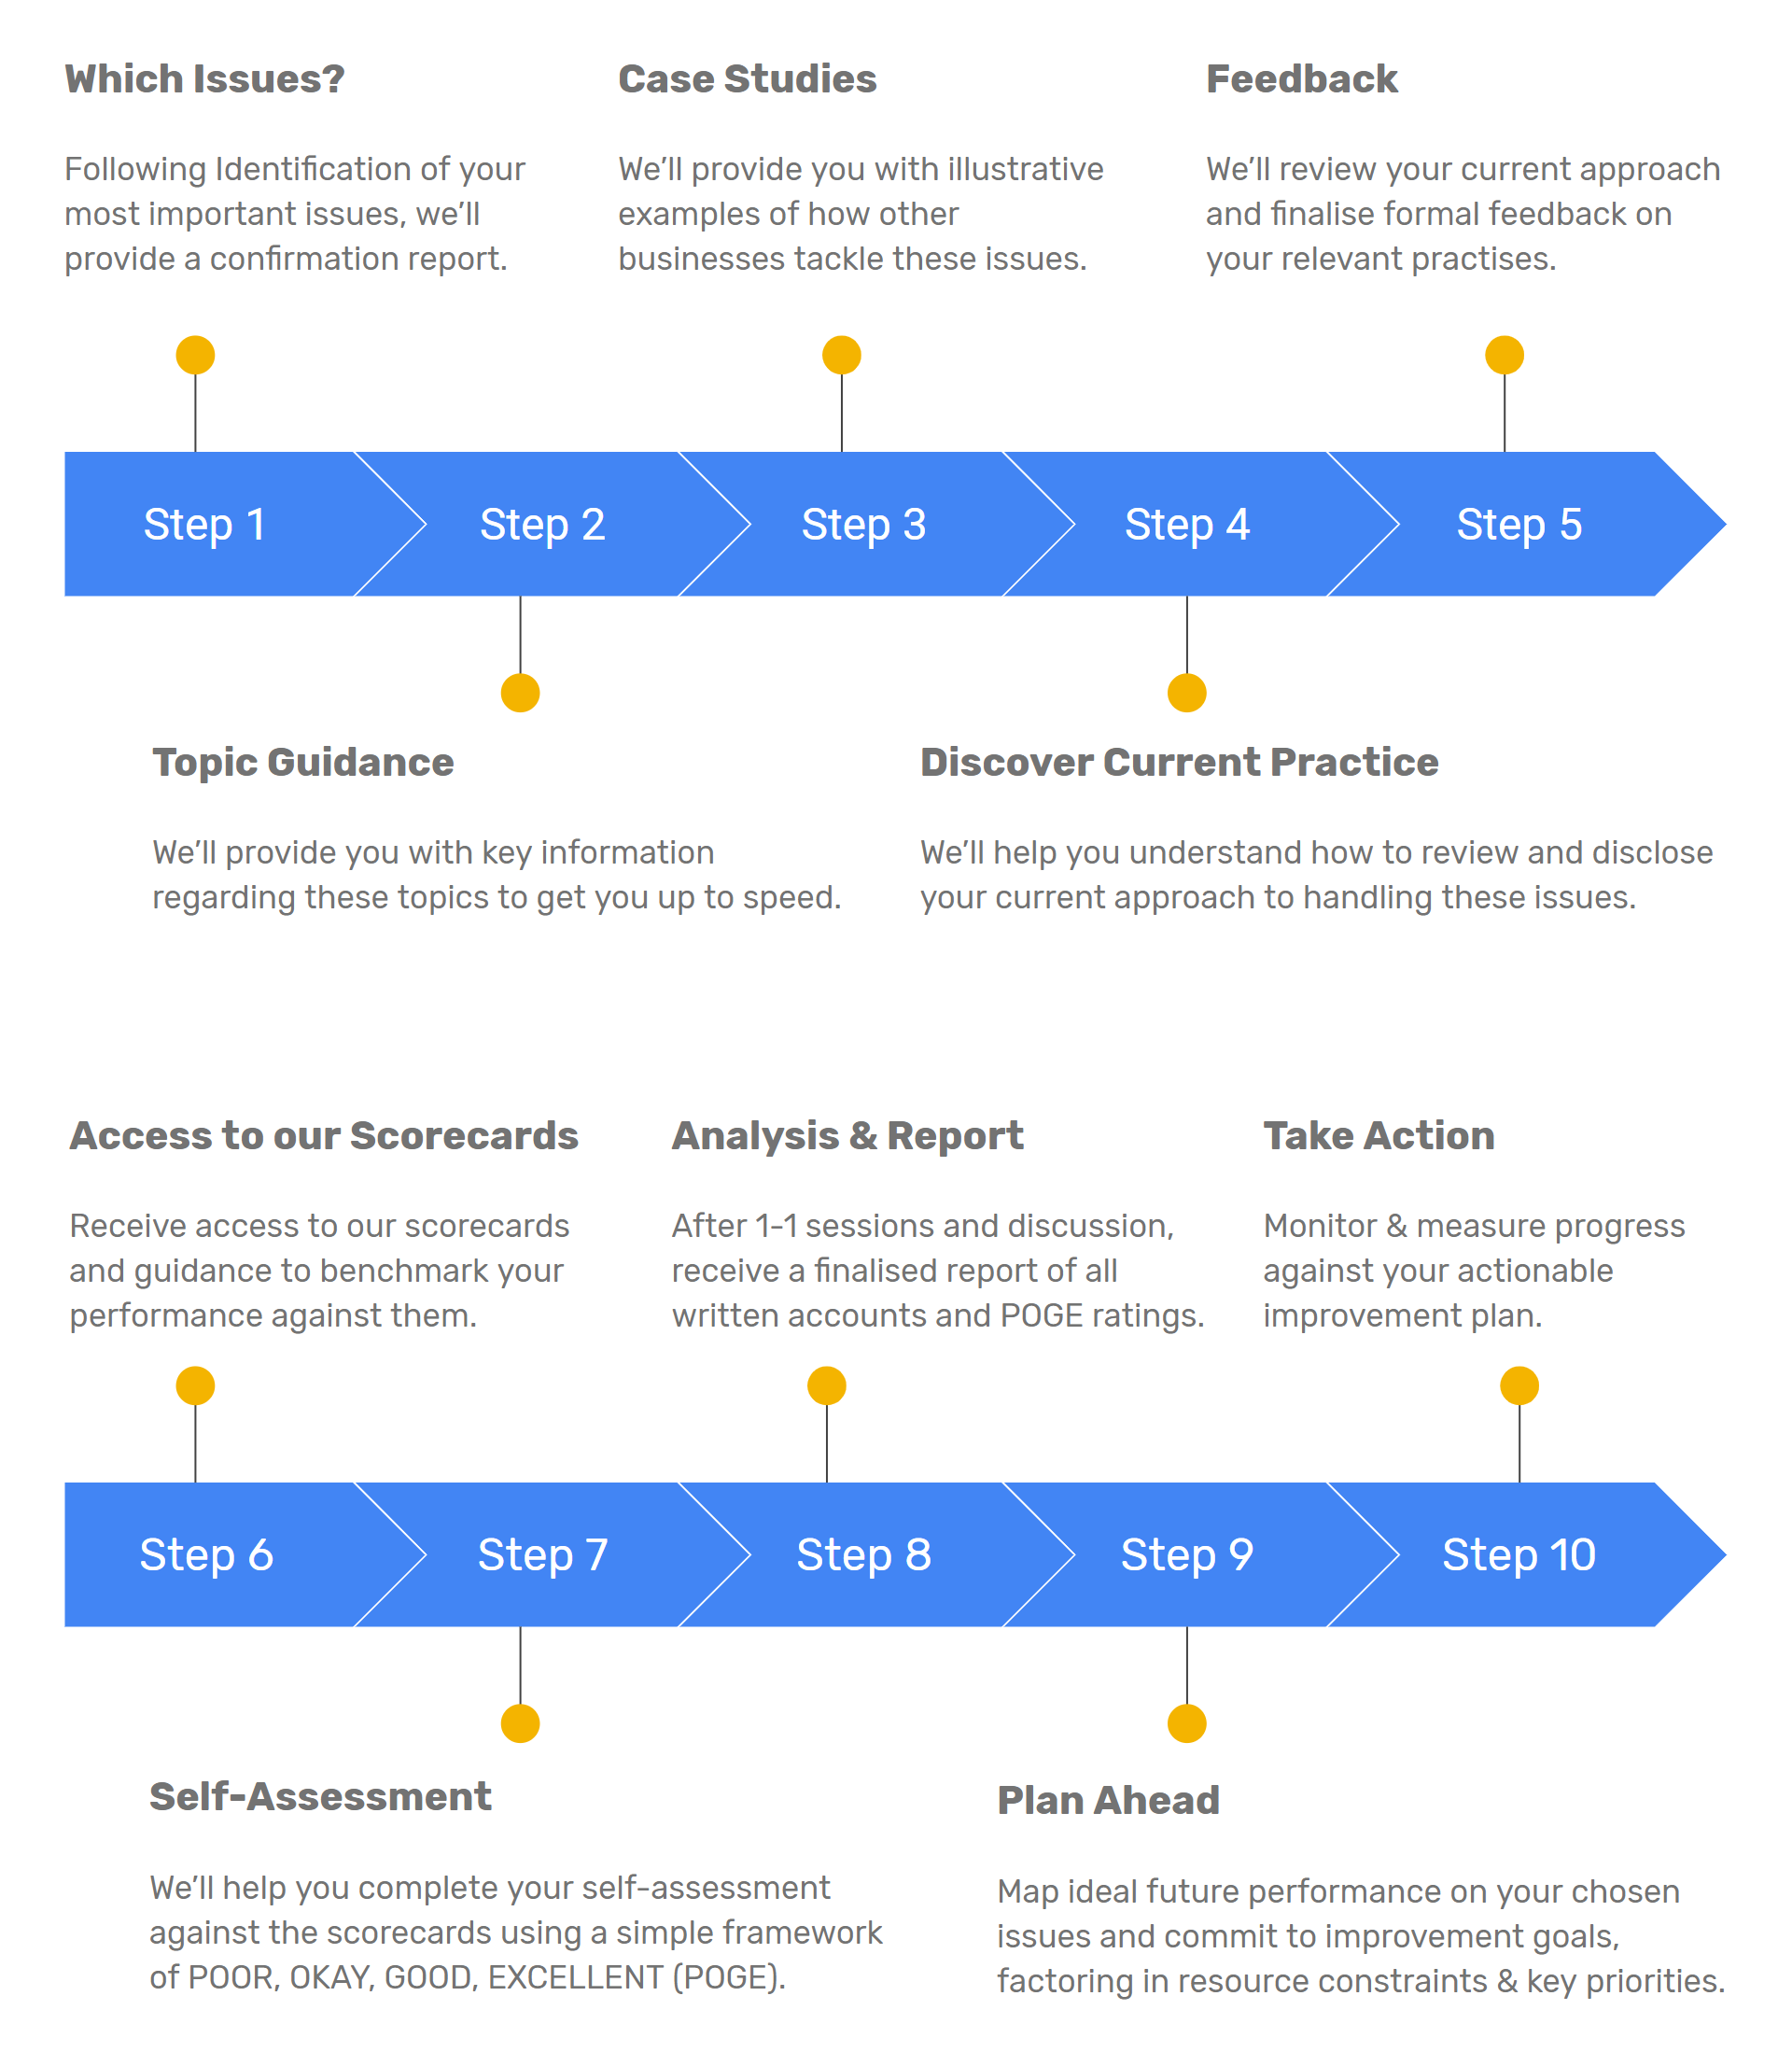 Which Issues?
Following Identification of your
most important issues, we’ll
provide a confirmation report.
Case Studies
We’ll provide you with illustrative
examples of how other
businesses tackle these issues.
Feedback
We’ll review your current approach
and finalise formal feedback on
your relevant practises.
Step 1
Step 2
Step 3
Step 4
Step 5
Topic Guidance
We’ll provide you with key information
regarding these topics to get you up to speed.
Discover Current Practice
We’ll help you understand how to review and disclose
your current approach to handling these issues.
Access to our Scorecards
Receive access to our scorecards
and guidance to benchmark your
performance against them.
Analysis & Report
After 1-1 sessions and discussion,
receive a finalised report of all
written accounts and POGE ratings.
Take Action
Monitor & measure progress
against your actionable
improvement plan.
Step 6
Step 7
Step 8
Step 9
Step 10
Self-Assessment
We’ll help you complete your self-assessment
against the scorecards using a simple framework
of POOR, OKAY, GOOD, EXCELLENT (POGE).
Plan Ahead
Map ideal future performance on your chosen
issues and commit to improvement goals,
factoring in resource constraints & key priorities.